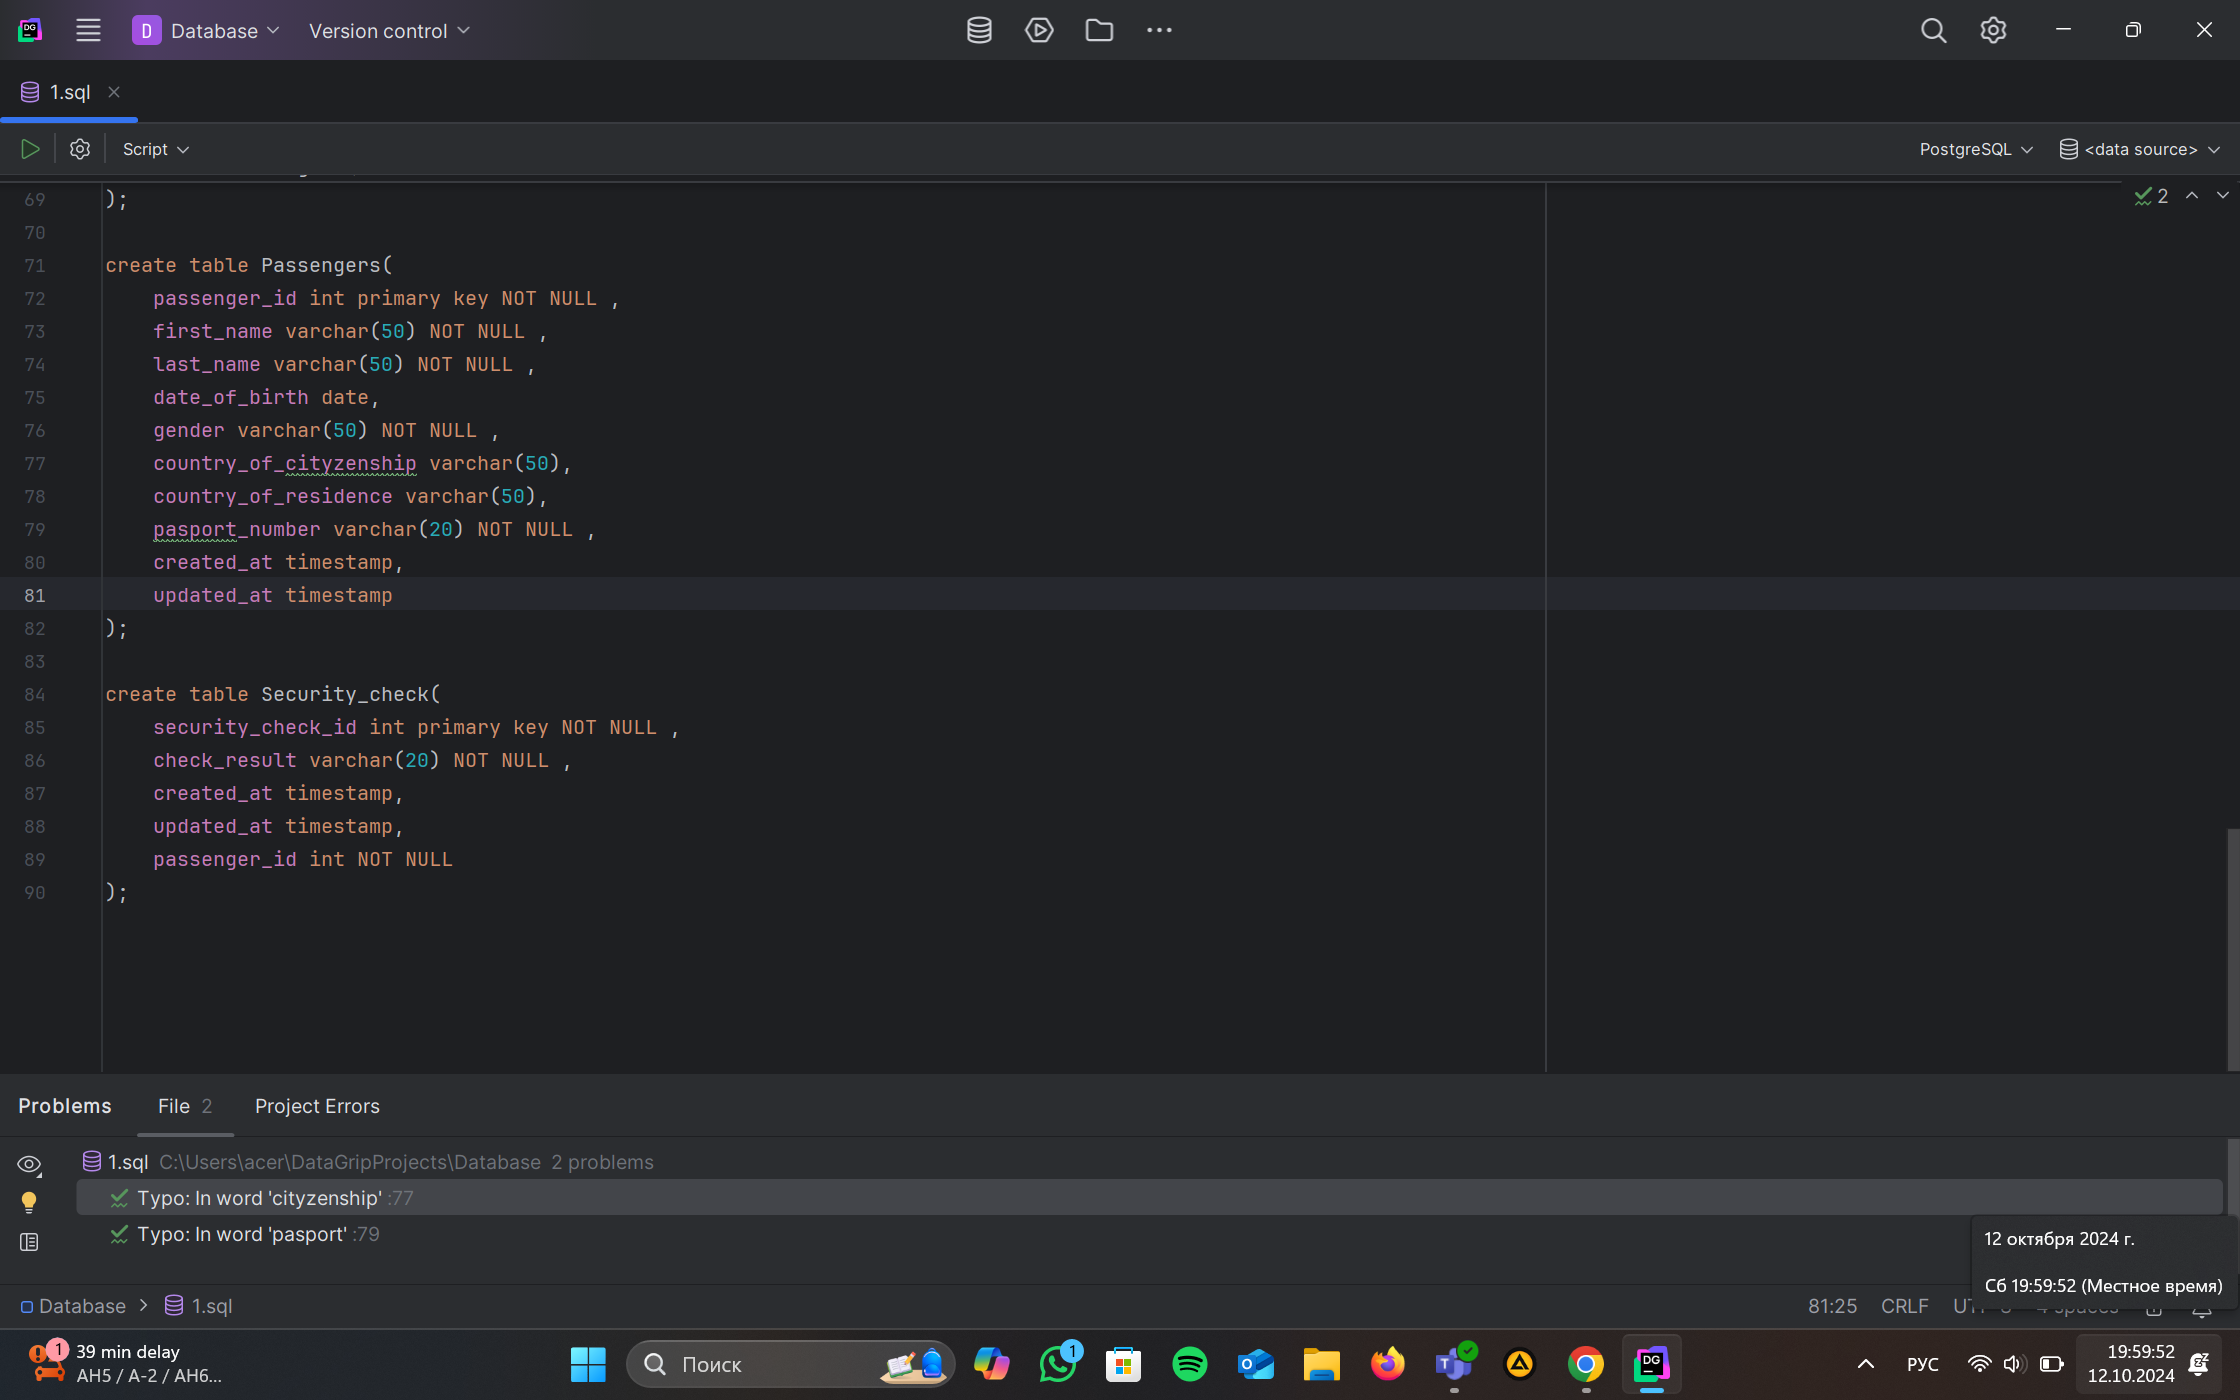 D Database Version control
1.sql
Script PostgreSQL <data source>
69 );
2
70
71 create table Passengers(
72 passenger_id int primary key NOT NULL ,
73 first_name varchar(50) NOT NULL ,
74 last_name varchar(50) NOT NULL ,
75 date_of_birth date,
76 gender varchar(50) NOT NULL ,
77 country_of_cityzenship varchar(50),
78 country_of_residence varchar(50),
79 pasport_number varchar(20) NOT NULL ,
80 created_at timestamp,
81 updated_at timestamp
82 );
83
84 create table Security_check(
85 security_check_id int primary key NOT NULL ,
86 check_result varchar(20) NOT NULL ,
87 created_at timestamp,
88 updated_at timestamp,
89 passenger_id int NOT NULL
90 );
Problems File 2 Project Errors
1.sql C:\Users\acer\DataGripProjects\Database 2 problems
Typo: In word 'cityzenship' :77
Typo: In word 'pasport' :79
12 октября 2024 г.
Сб 19:59:52 (Местное время)
Database > 1.sql 81:25 CRLF
1 39 min delay
AH5 / A-2 / AH6...
Поиск
1
DG
РУС
19:59:52
12.10.2024